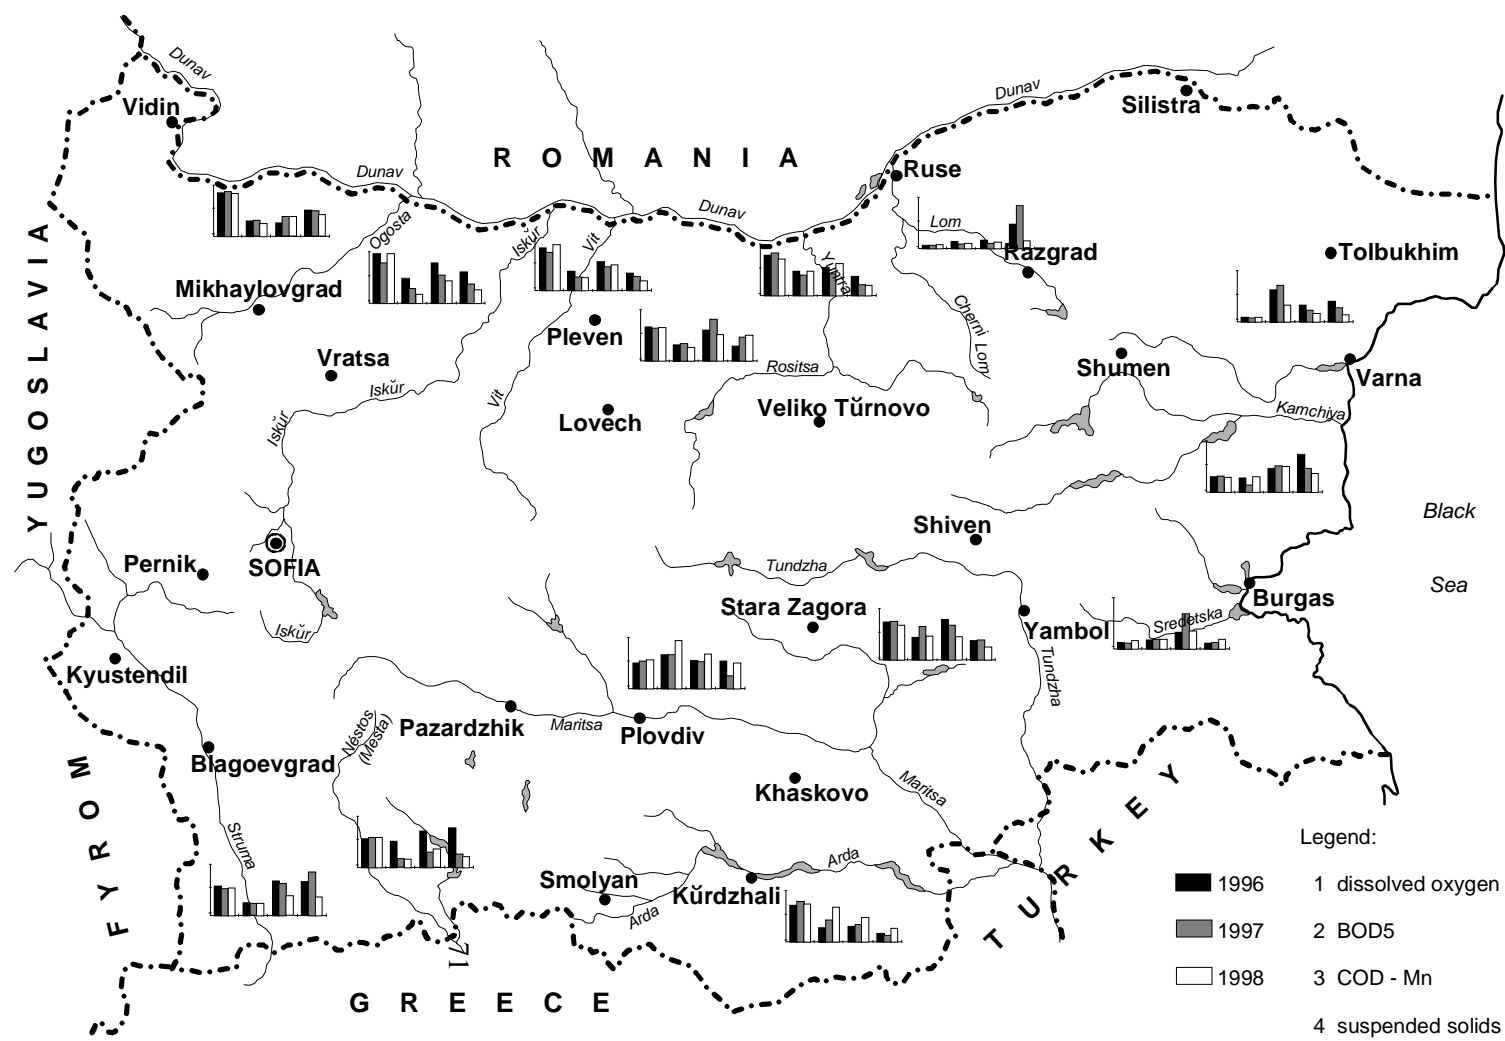 Dunav
Vidin
Dunav
Silistra
R O M A N I A
Ruse
Dunav
Dunav
Ogosta
Iskŭr
Vit
Lom
Razgrad
Tolbukhim
Yantra
Y U G O S L A V I A
Mikhaylovgrad
Cherni Lom
Pleven
Vratsa
Rositsa
Shumen
Varna
Iskŭr
Vit
Lovech
Veliko Tŭrnovo
Kamchiya
Iskŭr
Black
Sea
Shiven
Pernik
SOFIA
Tundzha
Burgas
Stara Zagora
Sredetska
Yambol
Iskŭr
Kyustendil
Tundzha
Pazardzhik
Maritsa
Plovdiv
Néstos
(Mesta)
Blagoevgrad
F Y R O M
Khaskovo
Maritsa
T U R K E Y
Struma
Arda
Smolyan
Kŭrdzhali
Arda
71
G R E E C E
Legend:
1996
1 dissolved oxygen
1997
2 BOD5
1998
3 COD - Mn
4 suspended solids